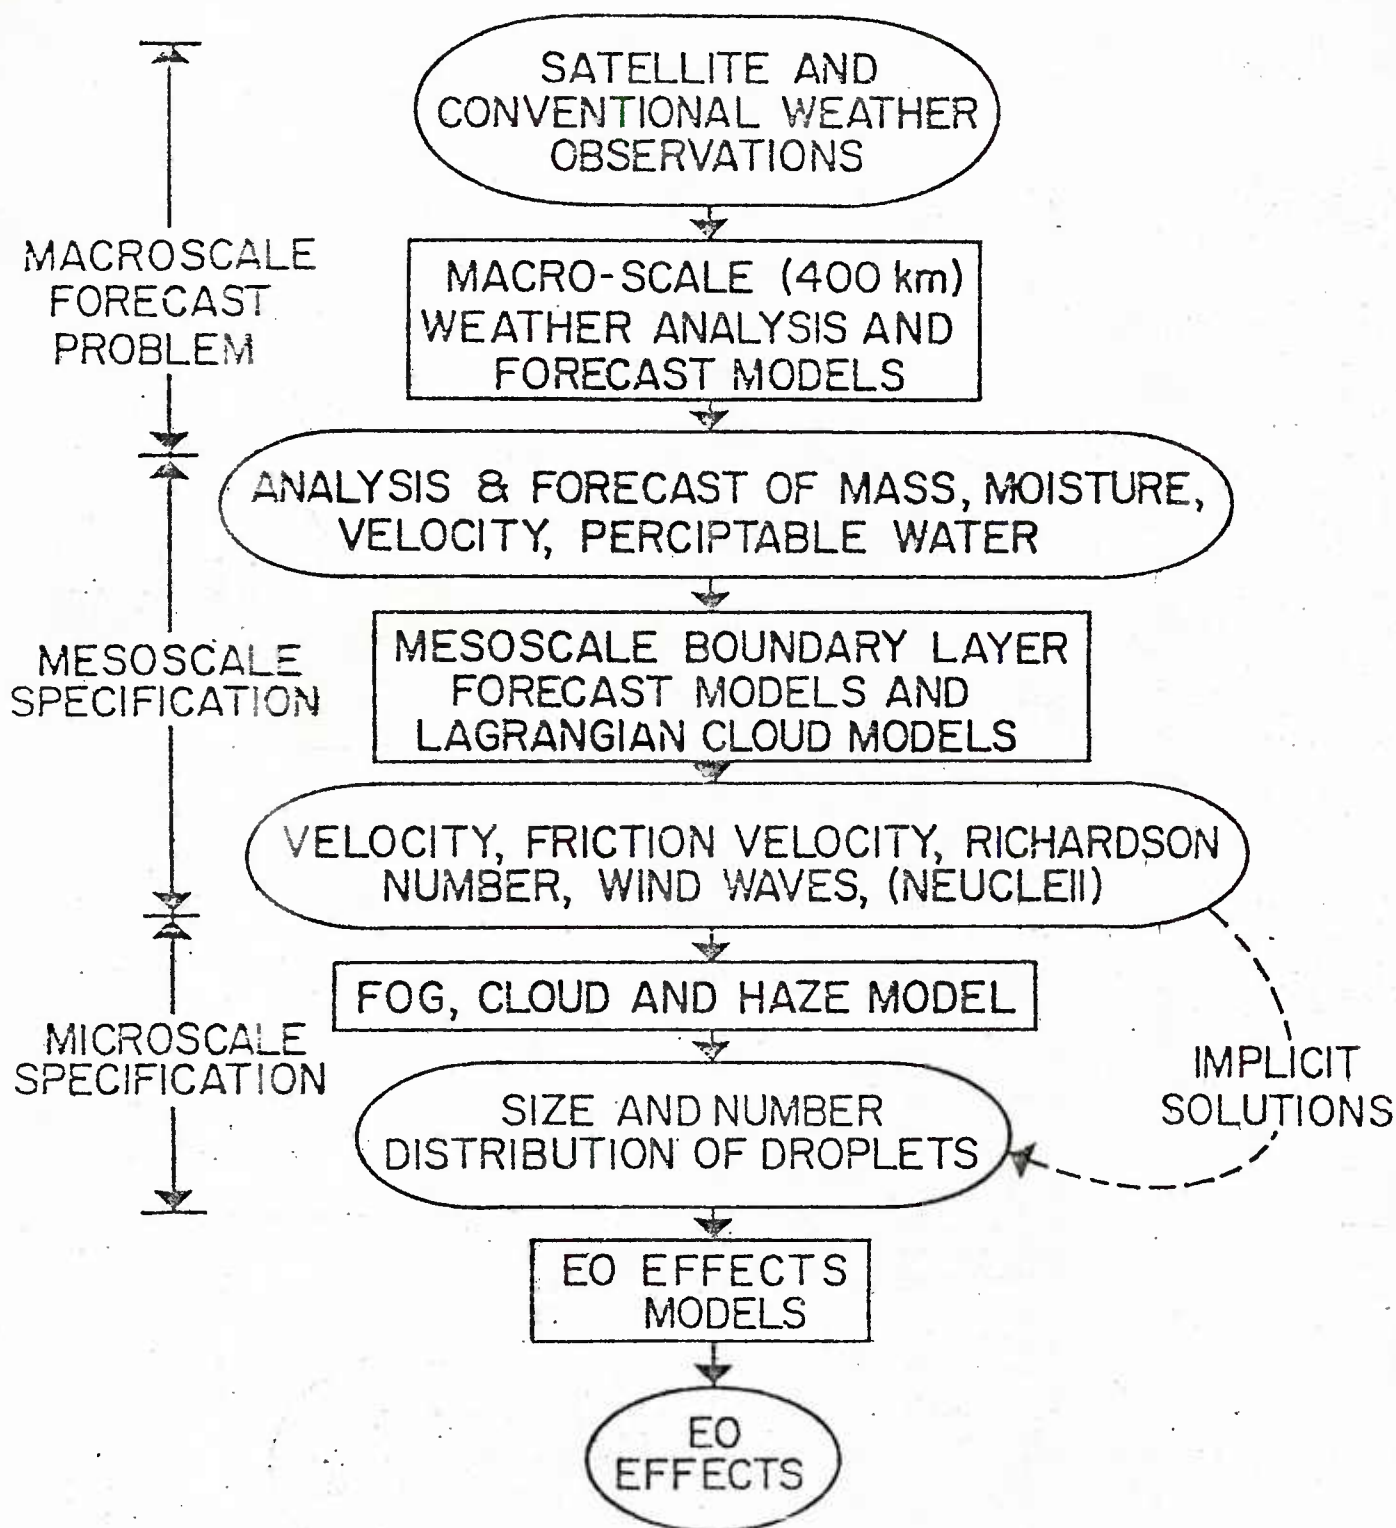 SATELLITE AND
CONVENTIONAL WEATHER
OBSERVATIONS
MACROSCALE
FORECAST
PROBLEM
MACRO-SCALE (400 km)
WEATHER ANALYSIS AND
FORECAST MODELS
ANALYSIS & FORECAST OF MASS, MOISTURE,
VELOCITY, PERCIPTABLE WATER
MESOSCALE
SPECIFICATION
MESOSCALE BOUNDARY LAYER
FORECAST MODELS AND
LAGRANGIAN CLOUD MODELS
VELOCITY, FRICTION VELOCITY, RICHARDSON
NUMBER, WIND WAVES, (NEUCLEII)
FOG, CLOUD AND HAZE MODEL
MICROSCALE
SPECIFICATION
IMPLICIT
SOLUTIONS
SIZE AND NUMBER
DISTRIBUTION OF DROPLETS
EO EFFECTS
MODELS
EO
EFFECTS